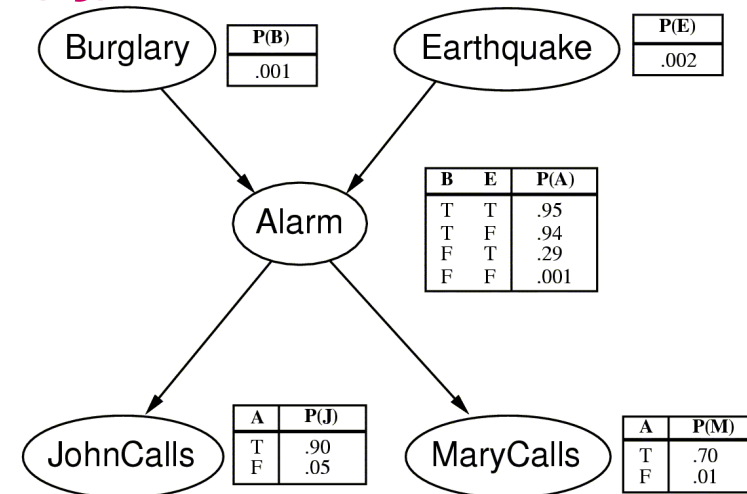 Burglary
P(B)
.001
Earthquake
P(E)
.002
Alarm
B E P(A)
T T .95
T F .94
F T .29
F F .001
JohnCalls
A P(J)
T .90
F .05
MaryCalls
A P(M)
T .70
F .01